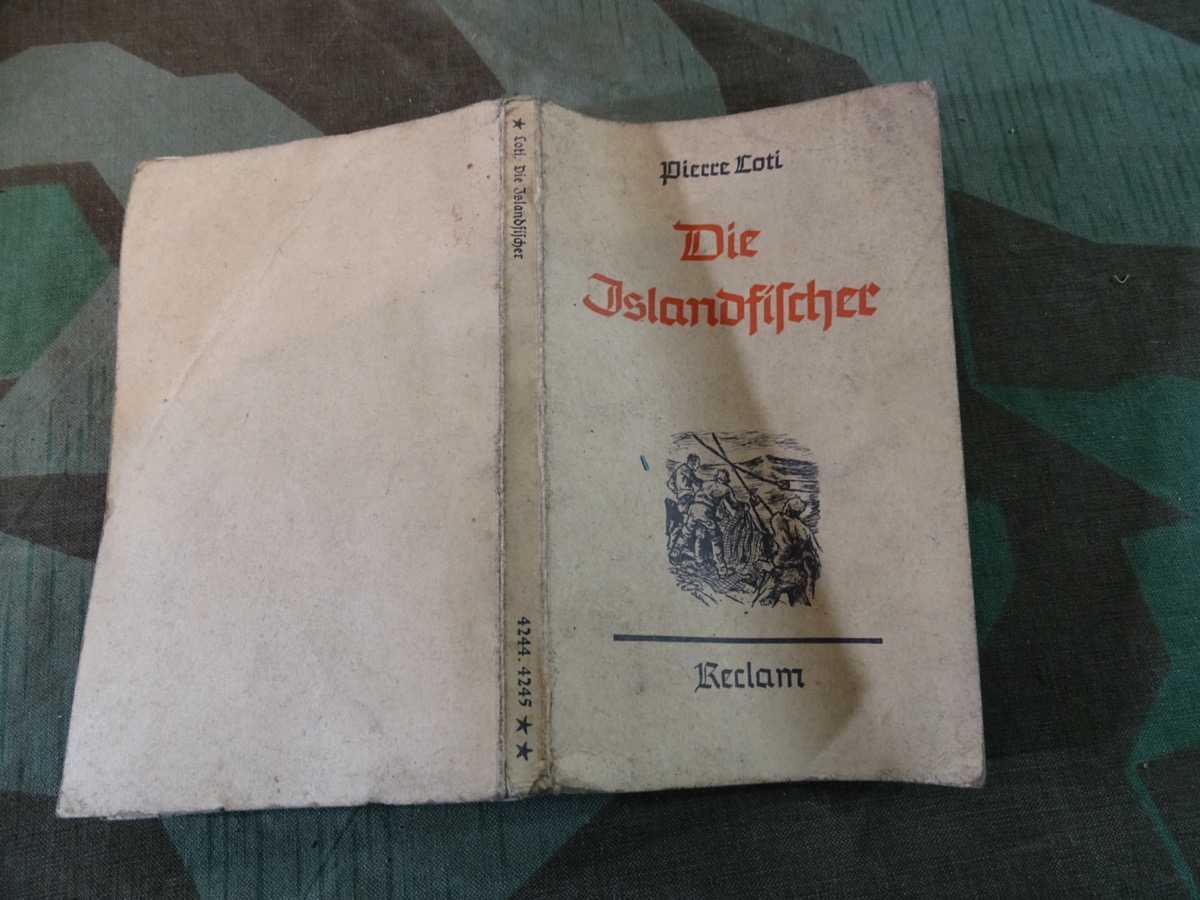 ★ Loti. Die Islandfiſcher
4244. 4245 ★ ★
Pierre Loti
Die
Islandfiſcher
Reclam